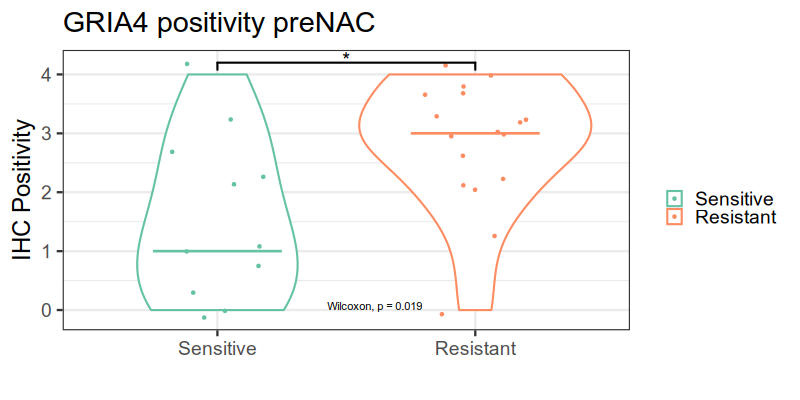 GRIA4 positivity preNAC
*
IHC Positivity
4
3
2
1
0
Wilcoxon, p = 0.019
Sensitive
Resistant
Sensitive
Resistant